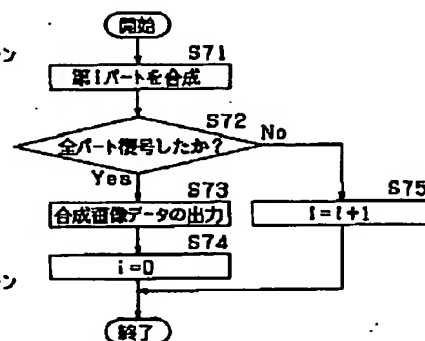 開始
S71
第iパートを合成
S72
全パート復号したか?
No
Yes
S73
S75
合成画像データの出力
i=i+1
S74
i=0
終了